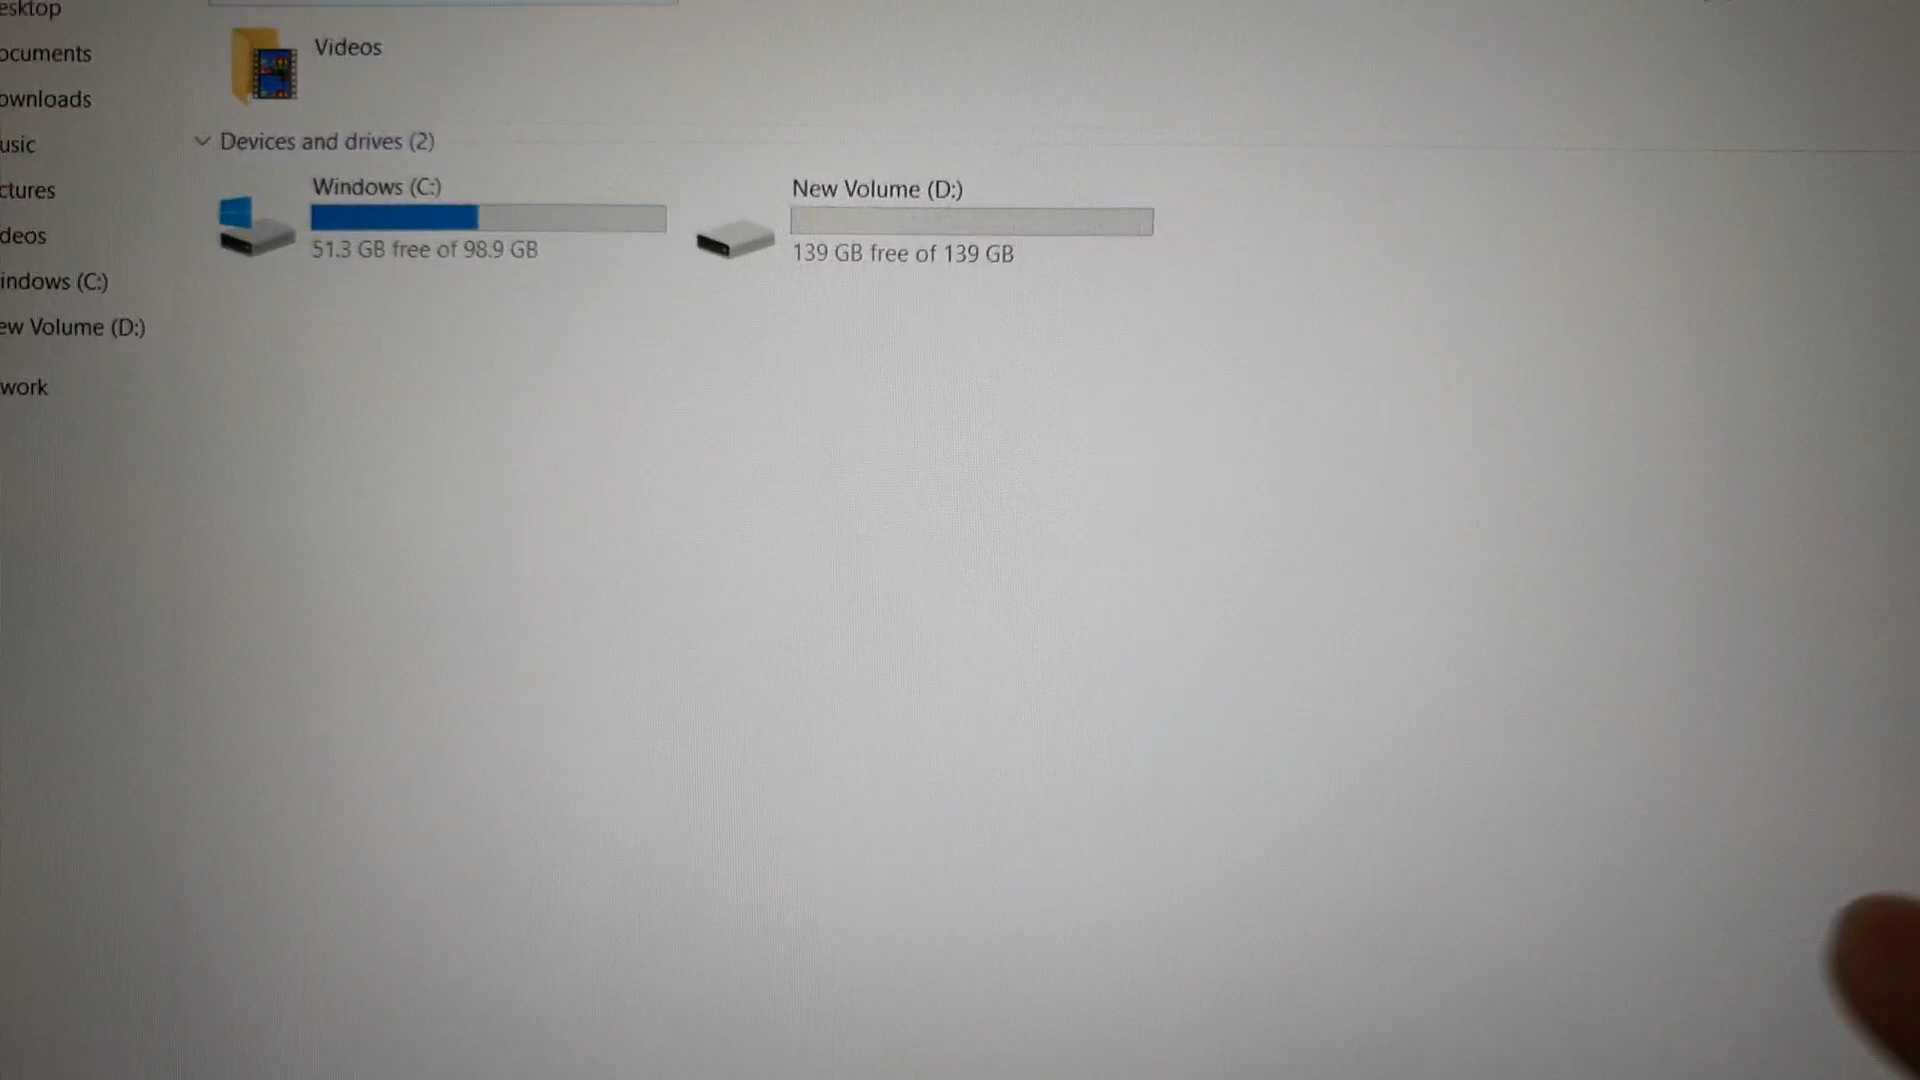 esktop
ocuments
ownloads
usic
ctures
deos
indows (C:)
ew Volume (D:)
work
Videos
Devices and drives (2)
Windows (C:)
51.3 GB free of 98.9 GB
New Volume (D:)
139 GB free of 139 GB